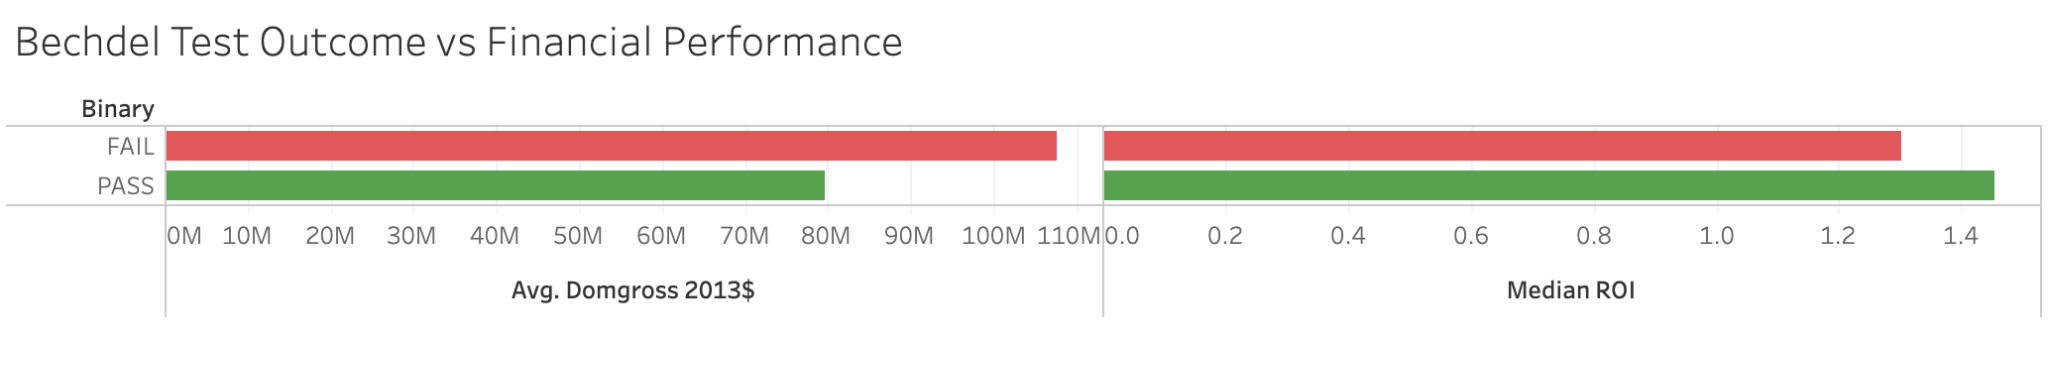 Bechdel Test Outcome vs Financial Performance
Binary
FAIL
PASS
0M 10M 20M 30M 40M 50M 60M 70M 80M 90M 100M 110M 0.0 0.2 0.4 0.6 0.8 1.0 1.2 1.4
Avg. Domgross 2013$ Median ROI